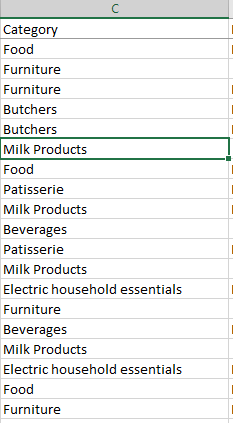 C
Category
Food
Furniture
Furniture
Butchers
Butchers
Milk Products
Food
Patisserie
Milk Products
Beverages
Patisserie
Milk Products
Electric household essentials
Furniture
Beverages
Milk Products
Electric household essentials
Food
Furniture